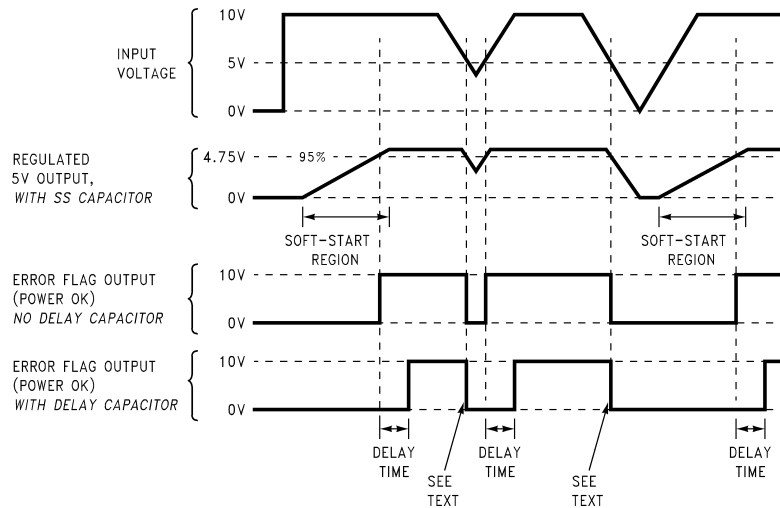 INPUT
VOLTAGE
10V
5V
0V
REGULATED
5V OUTPUT,
WITH SS CAPACITOR
4.75V
95%
0V
SOFT-START
REGION
SOFT-START
REGION
ERROR FLAG OUTPUT
(POWER OK)
NO DELAY CAPACITOR
10V
0V
ERROR FLAG OUTPUT
(POWER OK)
WITH DELAY CAPACITOR
10V
0V
DELAY
TIME
SEE
TEXT
DELAY
TIME
SEE
TEXT
DELAY
TIME